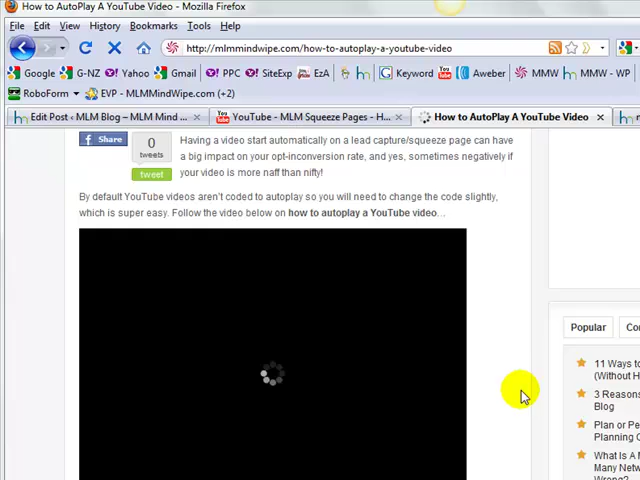 How to AutoPlay A YouTube Video - Mozilla Firefox
File Edit View History Bookmarks Tools Help
http://mlmmindwipe.com/how-to-autoplay-a-youtube-video
Google G-NZ Yahoo Gmail PPC SiteExp EzA Keyword Aweber MMW MMW - WP
RoboForm EVP - MLMMindWipe.com (+2)
Edit Post ‹ MLM Blog – MLM Mindwi... YouTube - MLM Squeeze Pages - H... How to AutoPlay A YouTube Video
Share
0
tweets
tweet
Having a video start automatically on a lead capture/squeeze page can have
a big impact on your opt-inconversion rate, and yes, sometimes negatively if
your video is more naff than nifty!
By default YouTube videos aren't coded to autoplay so you will need to change the code slightly,
which is super easy. Follow the video below on how to autoplay a YouTube video...
Popular
11 Ways to
(Without H
3 Reasons
Blog
Plan or Pe
Planning
What Is A
Many Netw
Wrong?